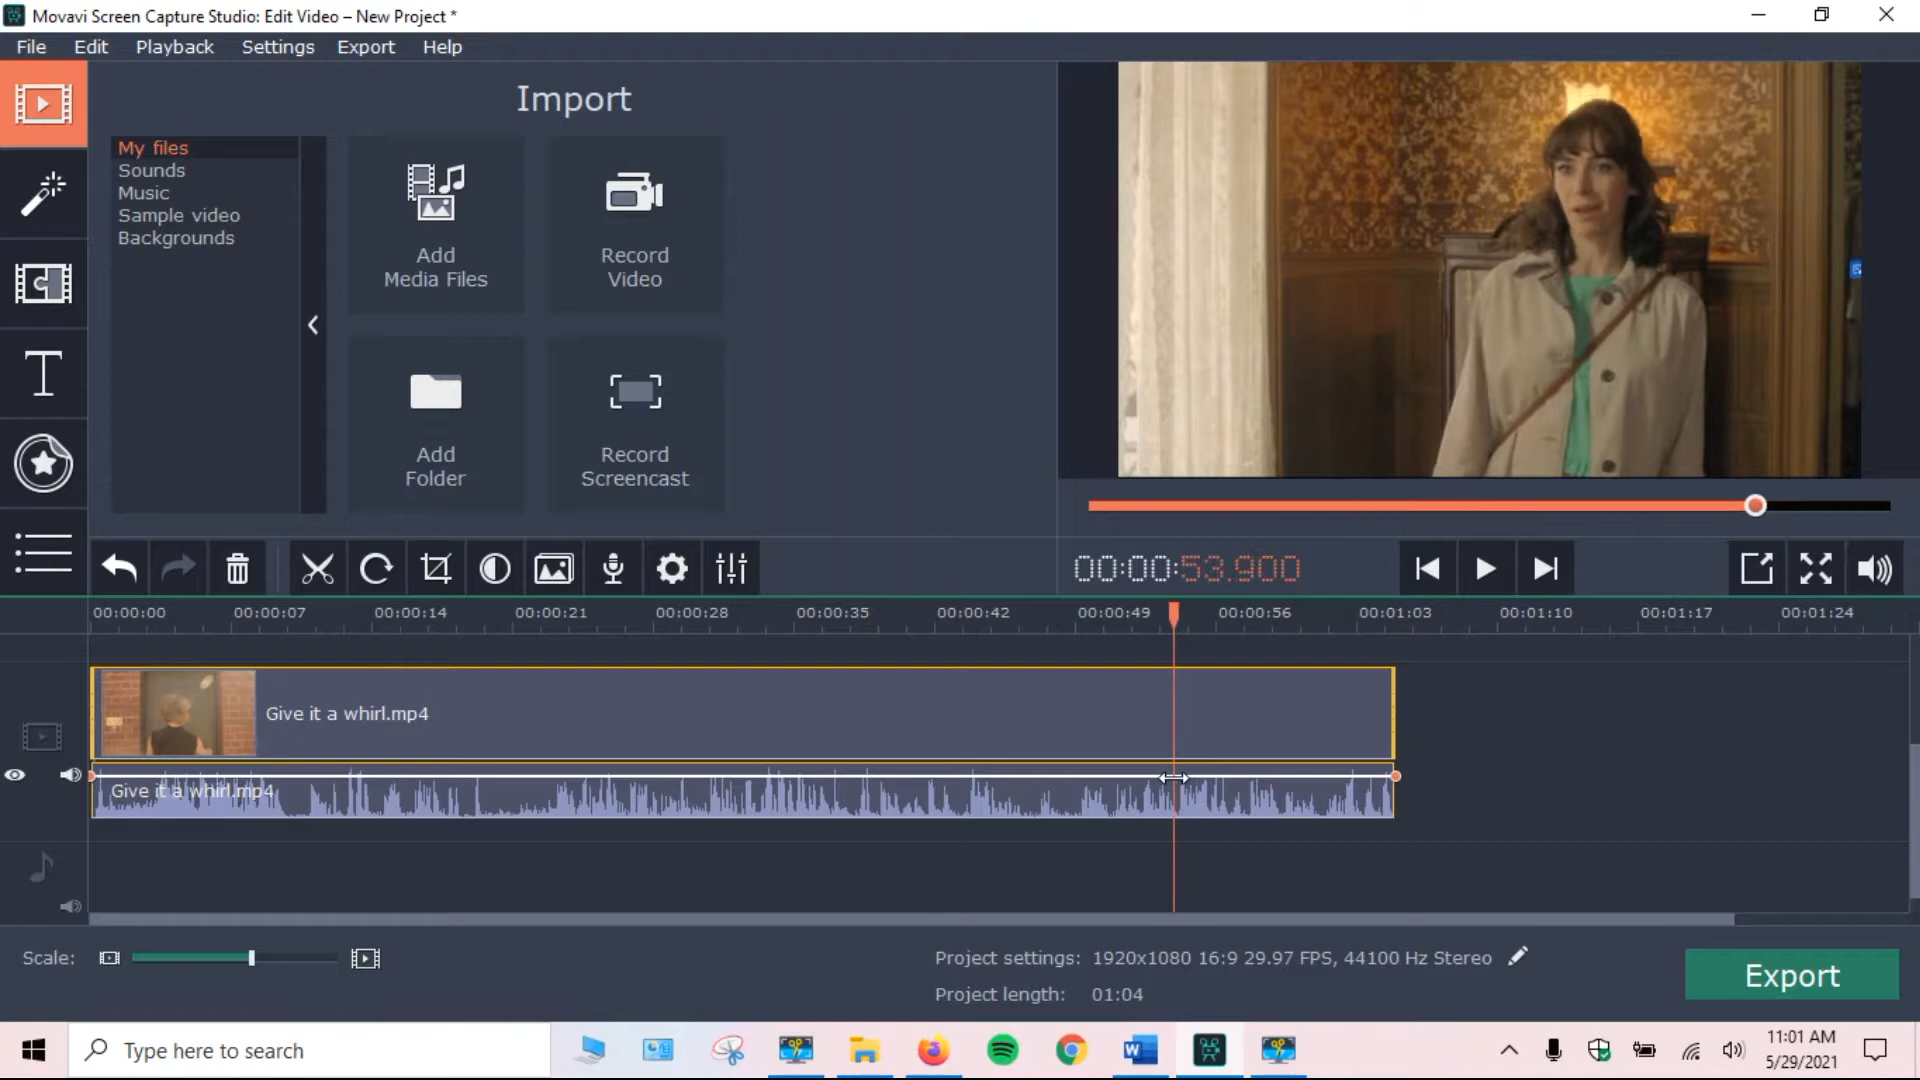 Movavi Screen Capture Studio: Edit Video – New Project *
File Edit Playback Settings Export Help
Import
My files
Sounds
Music
Sample video
Backgrounds
Add
Media Files
Record
Video
Add
Folder
Record
Screencast
00:00:53.900
00:00:00 00:00:07 00:00:14 00:00:21 00:00:28 00:00:35 00:00:42 00:00:49 00:00:56 00:01:03 00:01:10 00:01:17 00:01:24
Give it a whirl.mp4
Give it a whirl.mp4
Scale:
Project settings: 1920x1080 16:9 29.97 FPS, 44100 Hz Stereo
Project length: 01:04
Export
Type here to search
11:01 AM
5/29/2021